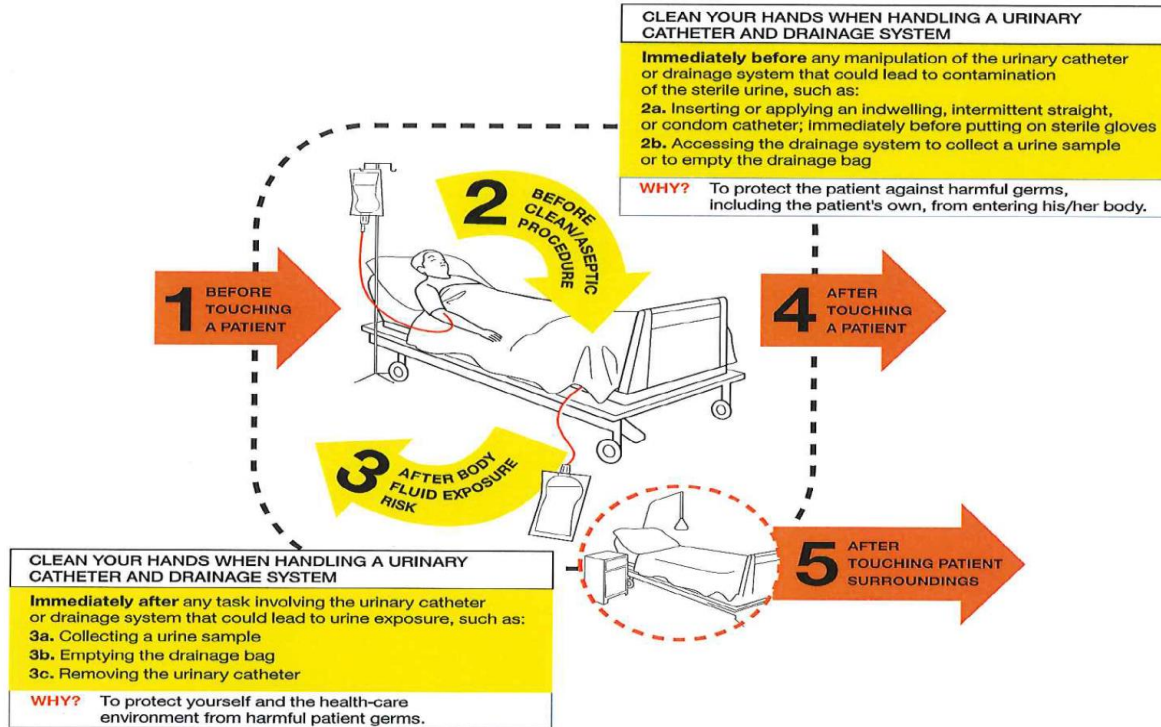 CLEAN YOUR HANDS WHEN HANDLING A URINARY
CATHETER AND DRAINAGE SYSTEM
Immediately before any manipulation of the urinary catheter
or drainage system that could lead to contamination
of the sterile urine, such as:
2a. Inserting or applying an indwelling, intermittent straight,
or condom catheter; immediately before putting on sterile gloves
2b. Accessing the drainage system to collect a urine sample
or to empty the drainage bag
WHY? To protect the patient against harmful germs,
including the patient's own, from entering his/her body.
1 BEFORE
TOUCHING
A PATIENT
2 BEFORE
CLEAN/ASEPTIC
PROCEDURE
3 AFTER BODY
FLUID EXPOSURE
RISK
4 AFTER
TOUCHING
A PATIENT
5 AFTER
TOUCHING PATIENT
SURROUNDINGS
CLEAN YOUR HANDS WHEN HANDLING A URINARY
CATHETER AND DRAINAGE SYSTEM
Immediately after any task involving the urinary catheter
or drainage system that could lead to urine exposure, such as:
3a. Collecting a urine sample
3b. Emptying the drainage bag
3c. Removing the urinary catheter
WHY? To protect yourself and the health-care
environment from harmful patient germs.